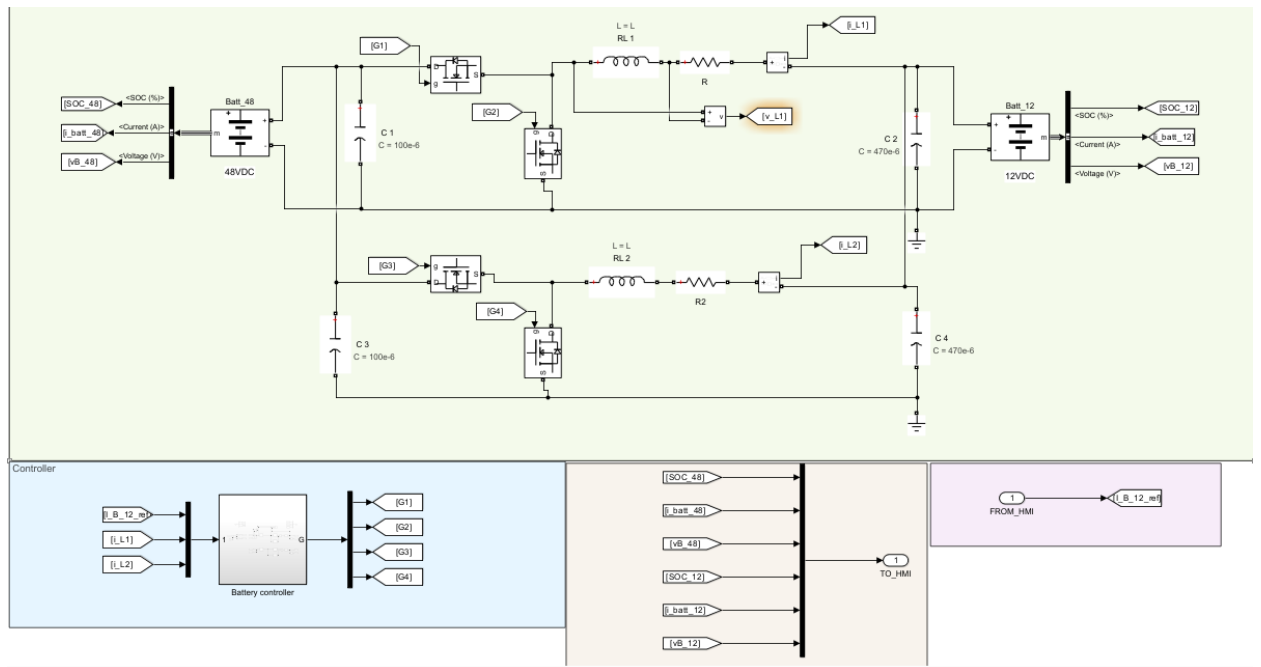 [i_L1]
L = L
RL 1
[G1]
D
S
g
R
+
i
-
<SOC (%)>
[SOC_48]
Batt_48
[G2]
+
-
v
[v_L1]
Batt_12
[SOC_12]
<SOC (%)>
<Current (A)>
[i_batt_48]
m
C 1
C = 100e-6
g
D
S
C 2
C = 470e-6
m
[i_batt_12]
<Current (A)>
<Voltage (V)>
[vB_48]
48VDC
12VDC
[vB_12]
<Voltage (V)>
L = L
RL 2
[i_L2]
[G3]
g
D
S
R2
+
i
-
[G4]
g
D
S
C 3
C = 100e-6
C 4
C = 470e-6
Controller
[I_B_12_ref]
[i_L1]
[i_L2]
1
G
Battery controller
[G1]
[G2]
[G3]
[G4]
[SOC_48]
[i_batt_48]
[vB_48]
[SOC_12]
[i_batt_12]
[vB_12]
1
TO_HMI
1
FROM_HMI
[I_B_12_ref]